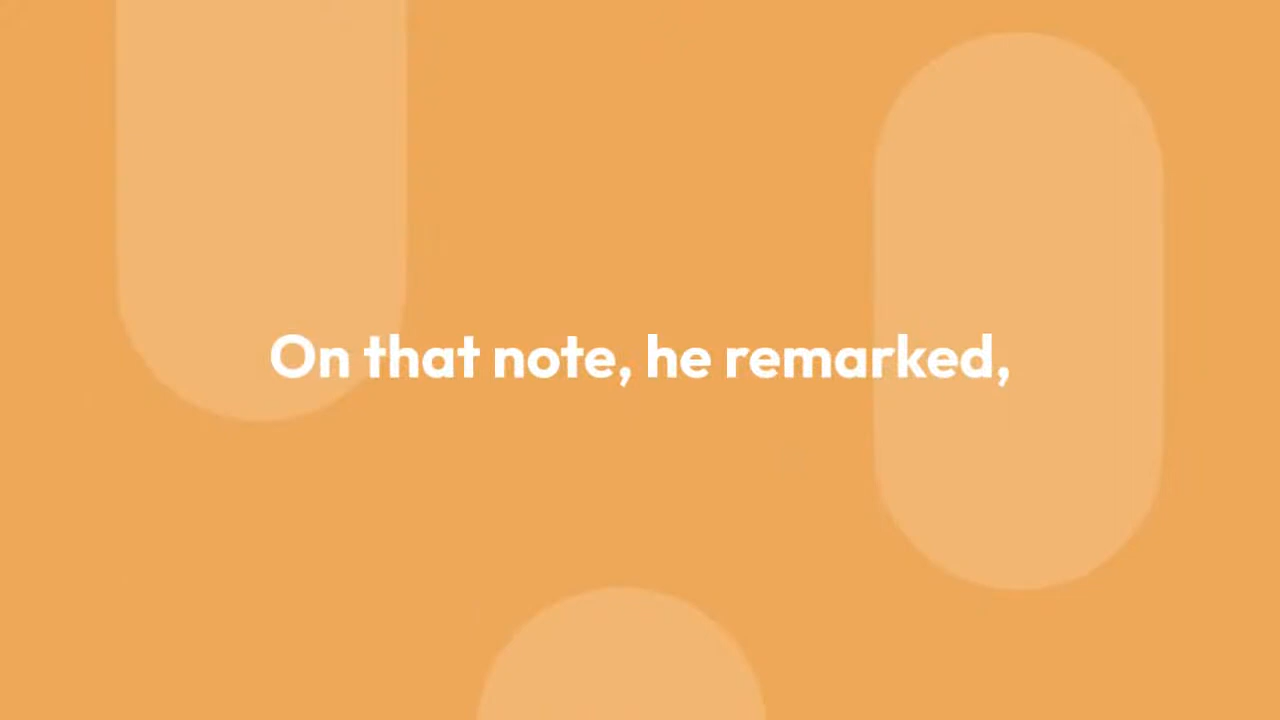 On that note, he remarked,